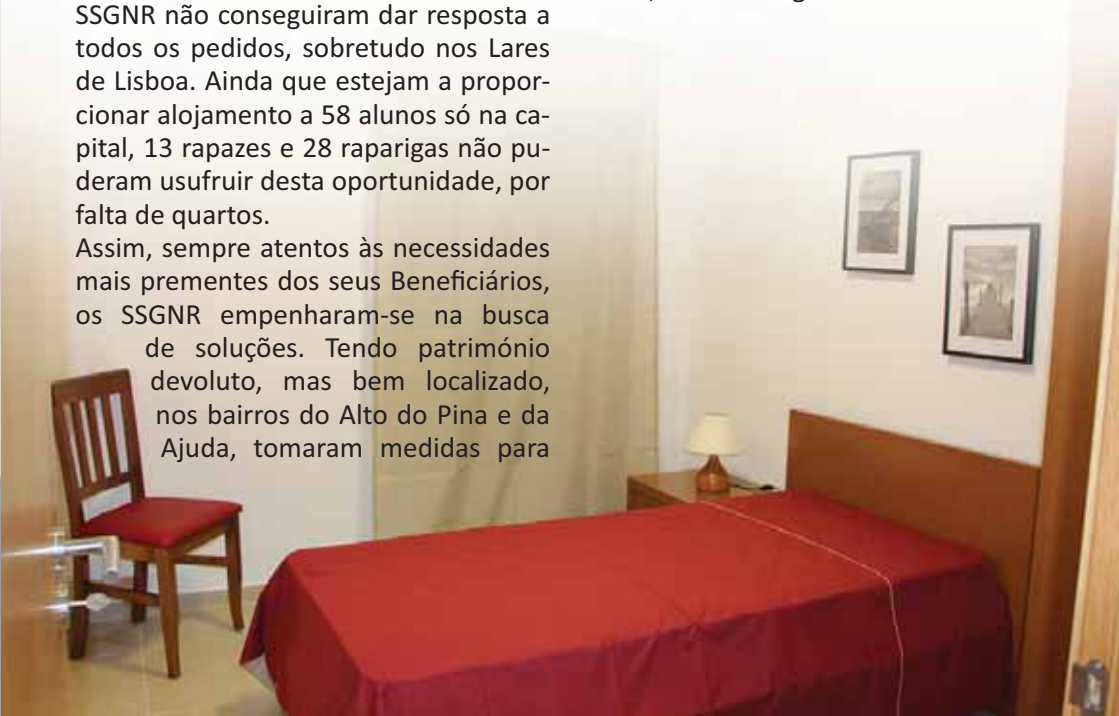 SSGNR não conseguiram dar resposta a
todos os pedidos, sobretudo nos Lares
de Lisboa. Ainda que estejam a propor-
cionar alojamento a 58 alunos só na ca-
pital, 13 rapazes e 28 raparigas não pu-
deram usufruir desta oportunidade, por
falta de quartos.
Assim, sempre atentos às necessidades
mais prementes dos seus Beneficiários,
os SSGNR empenharam-se na busca
de soluções. Tendo património
devoluto, mas bem localizado,
nos bairros do Alto do Pina e da
Ajuda, tomaram medidas para